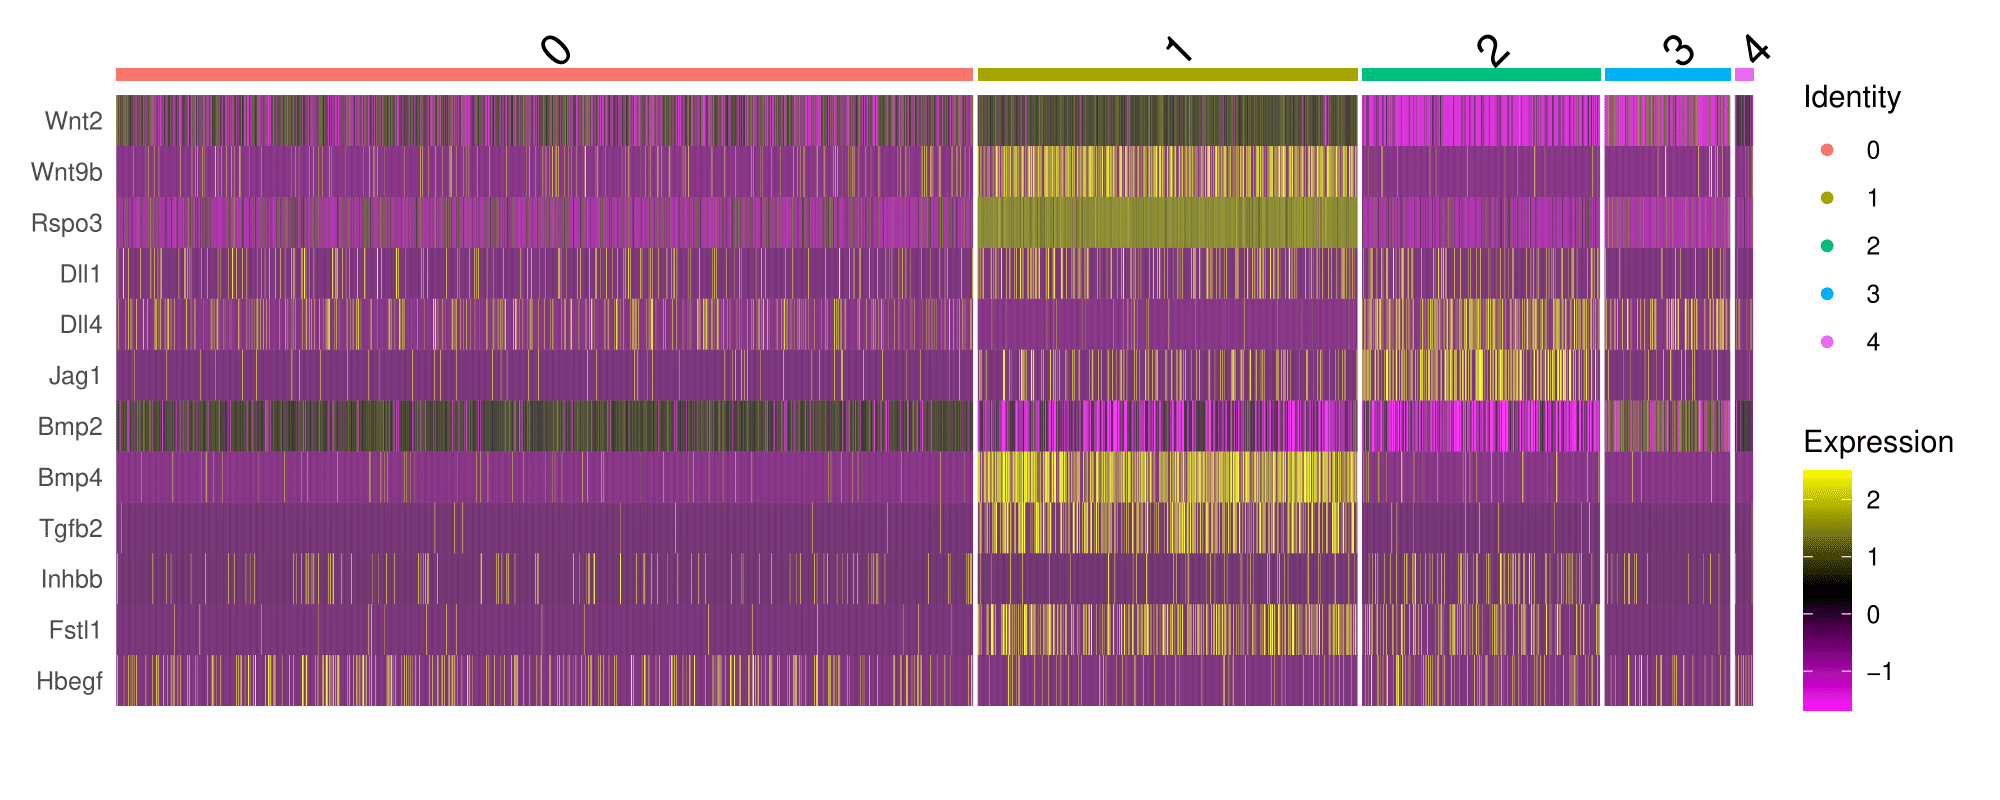 0 1 2 3 4
Wnt2
Wnt9b
Rspo3
Dll1
Dll4
Jag1
Bmp2
Bmp4
Tgfb2
Inhbb
Fstl1
Hbegf
Identity
0
1
2
3
4
Expression
2
1
0
−1